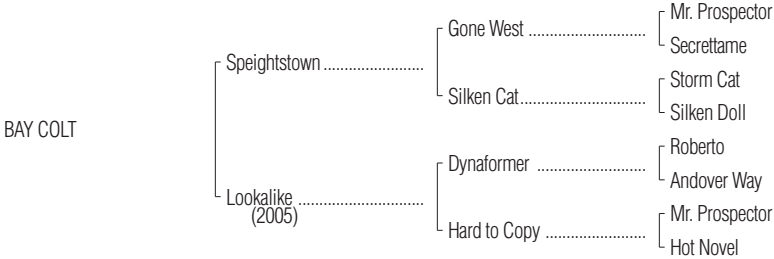 Mr. Prospector
Gone West ..........................
Secrettame
Speightstown ......................
Storm Cat
Silken Cat............................
Silken Doll
BAY COLT
Roberto
Dynaformer ........................
Andover Way
Lookalike ...........................
(2005)
Mr. Prospector
Hard to Copy ......................
Hot Novel